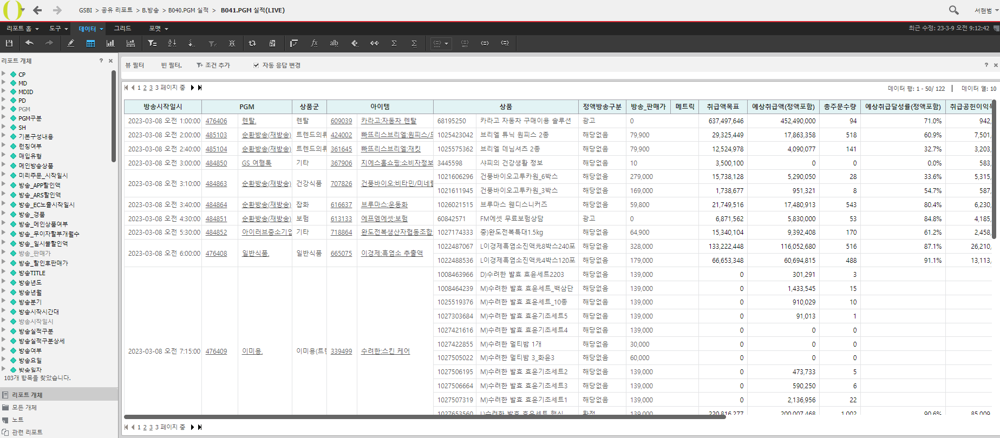 GSBI > 공유 리포트 > B.방송 > B040.PGM 실적 > B041.PGM 실적(LIVE)
서현범
리포트 홈 도구 데이터 그리드 포맷
최근 수정: 23-3-9 오전 9:12:42
리포트 개체 ? ×
CP
MD
MDID
PD
PGM
PGM구분
SH
기본구성내용
런칭여부
매입유형
메인방송상품
미리주문_시작일시
방송_APP할인액
방송_ARS할인액
방송_EC노출시작일시
방송_경품
방송_메인상품여부
방송_무이자할부개월수
방송_일시불할인액
방송_판매가
방송_할인후판매가
방송TITLE
방송년도
방송년월
방송분기
방송시작시간대
방송시작일시
방송실적구분
방송실적구분상세
방송여부
방송요일
방송일자
103개 항목을 찾았습니다.
리포트 개체
모든 개체
노트
관련 리포트
뷰 필터 빈 필터. 조건 추가 자동 응답 변경 ? ×
1 2 3 3 페이지 중
데이터 행: 1 - 50/ 122 데이터 열: 10
방송시작일시 PGM 상품군 아이템 상품 정액방송구분 방송_판매가 메트릭 취급액목표 예상취급액(정액포함) 총주문수량 예상취급달성률(정액포함) 취급공헌이익목
2023-03-08 오전 1:00:00 476406 렌탈. 렌탈 609039 카라고:자동차 렌탈 68195250 카라고 자동차 구매이용 솔루션 광고 0 637,497,646 452,490,000 94 71.0% 942,
2023-03-08 오전 2:00:00 485103 순환방송(재방송) 트렌드의류 424002 빠뜨리스브리엘:원피스/드 1025423042 브리엘 튜닉 원피스 2종 해당없음 79,900 29,325,449 17,863,358 518 60.9% 7,501,
2023-03-08 오전 2:40:00 485104 순환방송(재방송) 트렌드의류 361645 빠뜨리스브리엘:재킷 1025575362 브리엘 데님셔츠 2종 해당없음 79,900 12,524,978 4,090,077 141 32.7% 3,203,
2023-03-08 오전 3:00:00 484850 GS 여행톡 기타 367906 지에스홈쇼핑:소비자정보 3445598 샤피의 건강생활 정보 해당없음 10 3,500,100 0 0 0.0% 583,
2023-03-08 오전 3:10:00 484863 순환방송(재방송) 건강식품 707826 건풍바이오:비타민/미네랄 1021606296 건풍바이오고투카원_6박스 해당없음 279,000 15,738,128 5,290,050 28 33.6% 5,315,
1021611945 건풍바이오고투카원_3박스 해당없음 169,000 1,738,677 951,321 8 54.7% 587,
2023-03-08 오전 3:40:00 484864 순환방송(재방송) 잡화 616637 브루마스:운동화 1026021515 브루마스 웬디스니커즈 해당없음 59,800 21,749,516 17,480,913 543 80.4% 6,230,
2023-03-08 오전 4:30:00 484851 순환방송(재방송) 보험 613133 에프엠에셋:보험 60842571 FM에셋 무료보험상담 광고 0 6,871,562 5,830,000 53 84.8% 4,185,
2023-03-08 오전 5:30:00 484852 아이러브중소기업 기타 718864 완도전복생산자협동조합: 1027174333 중)완도전복특대1.5kg 해당없음 64,900 15,340,104 9,392,408 170 61.2% 2,458,
2023-03-08 오전 6:00:00 476408 일반식품. 일반식품 665075 이경제:흑염소 추출액 1022487067 L이경제흑염소진액元8박스240포 해당없음 328,000 133,222,448 116,052,680 516 87.1% 26,210,
1022488536 L이경제흑염소진액元4박스120포 해당없음 179,000 66,653,348 60,694,815 488 91.1% 13,113,
2023-03-08 오전 7:15:00 476409 이미용. 이미용(트렌 339499 수려한:스킨 케어 1008463966 D)수려한 발효 효윤세트2203 해당없음 139,000 0 301,291 3
1008464239 M)수려한 발효 효윤세트_백삼단 해당없음 139,000 0 1,433,545 15
1025519376 M)수려한 발효 효윤세트_10종 해당없음 139,000 0 910,029 10
1027303684 M)수려한 발효 효윤기초세트5 해당없음 139,000 0 91,013 1
1027421616 M)수려한 발효 효윤기초세트4 해당없음 139,000 0 0 0
1027422855 M)수려한 멀티밤 1개 해당없음 30,000 0 0 0
1027505022 M)수려한 멀티밤 3_화윤3 해당없음 60,000 0 0 0
1027506195 M)수려한 발효 효윤기초세트2 해당없음 139,000 0 473,733 5
1027506664 M)수려한 발효 효윤기초세트3 해당없음 139,000 0 590,250 6
1027507319 M)수려한 발효 효윤기초세트1 해당없음 139,000 0 2,136,956 22
1027653560 L)수려한 발효 효윤세트_행신 확정 139,000 220,816,277 200,007,468 1,002 90.6% 85,009,
1 2 3 3 페이지 중